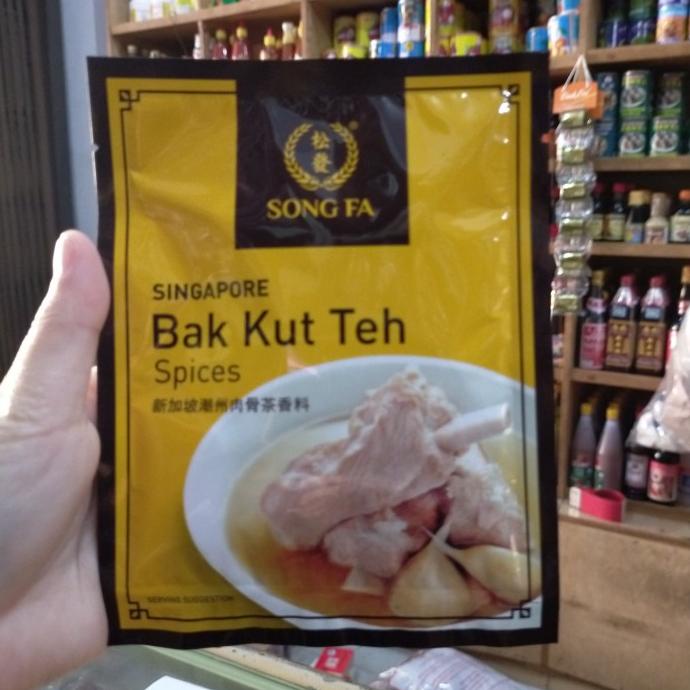 松
發
®
SONG FA
SINGAPORE
Bak Kut Teh
Spices
新加坡潮州肉骨茶香料
SERVING SUGGESTION